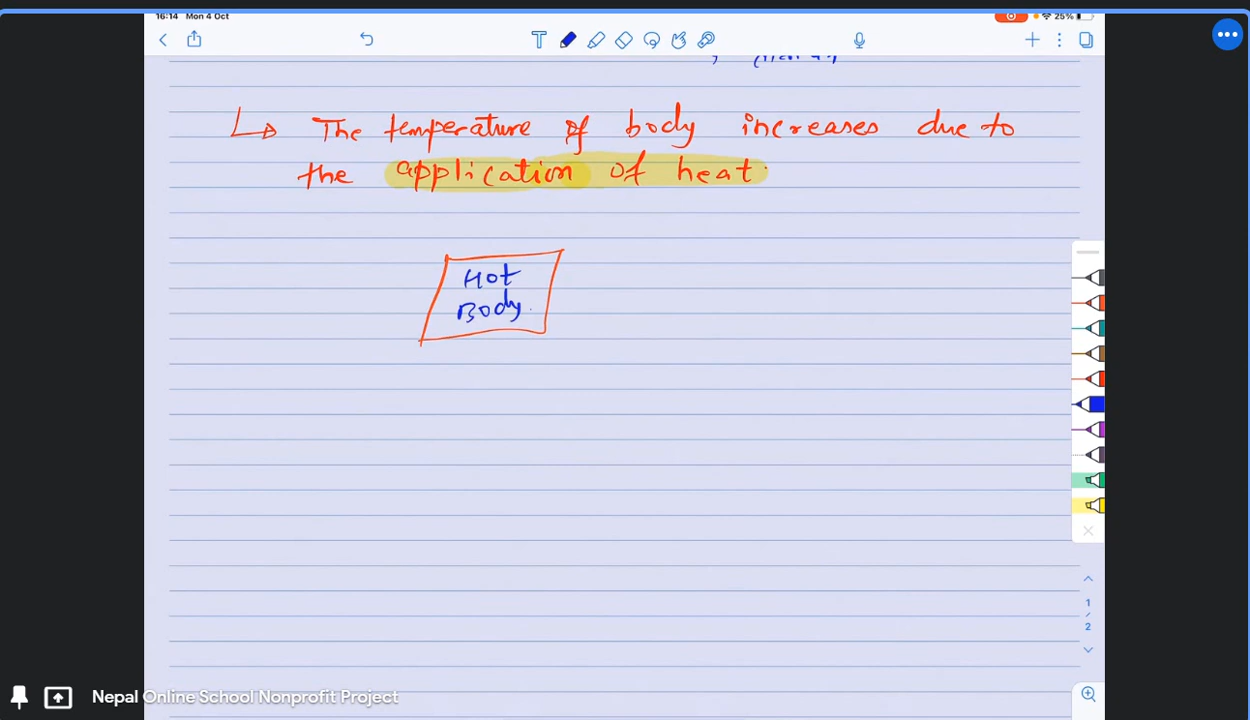 16:14 Mon 4 Oct
25%
T
The temperature of body increases due to
the application of heat.
Hot
Body.
1
2
Nepal Online School Nonprofit Project